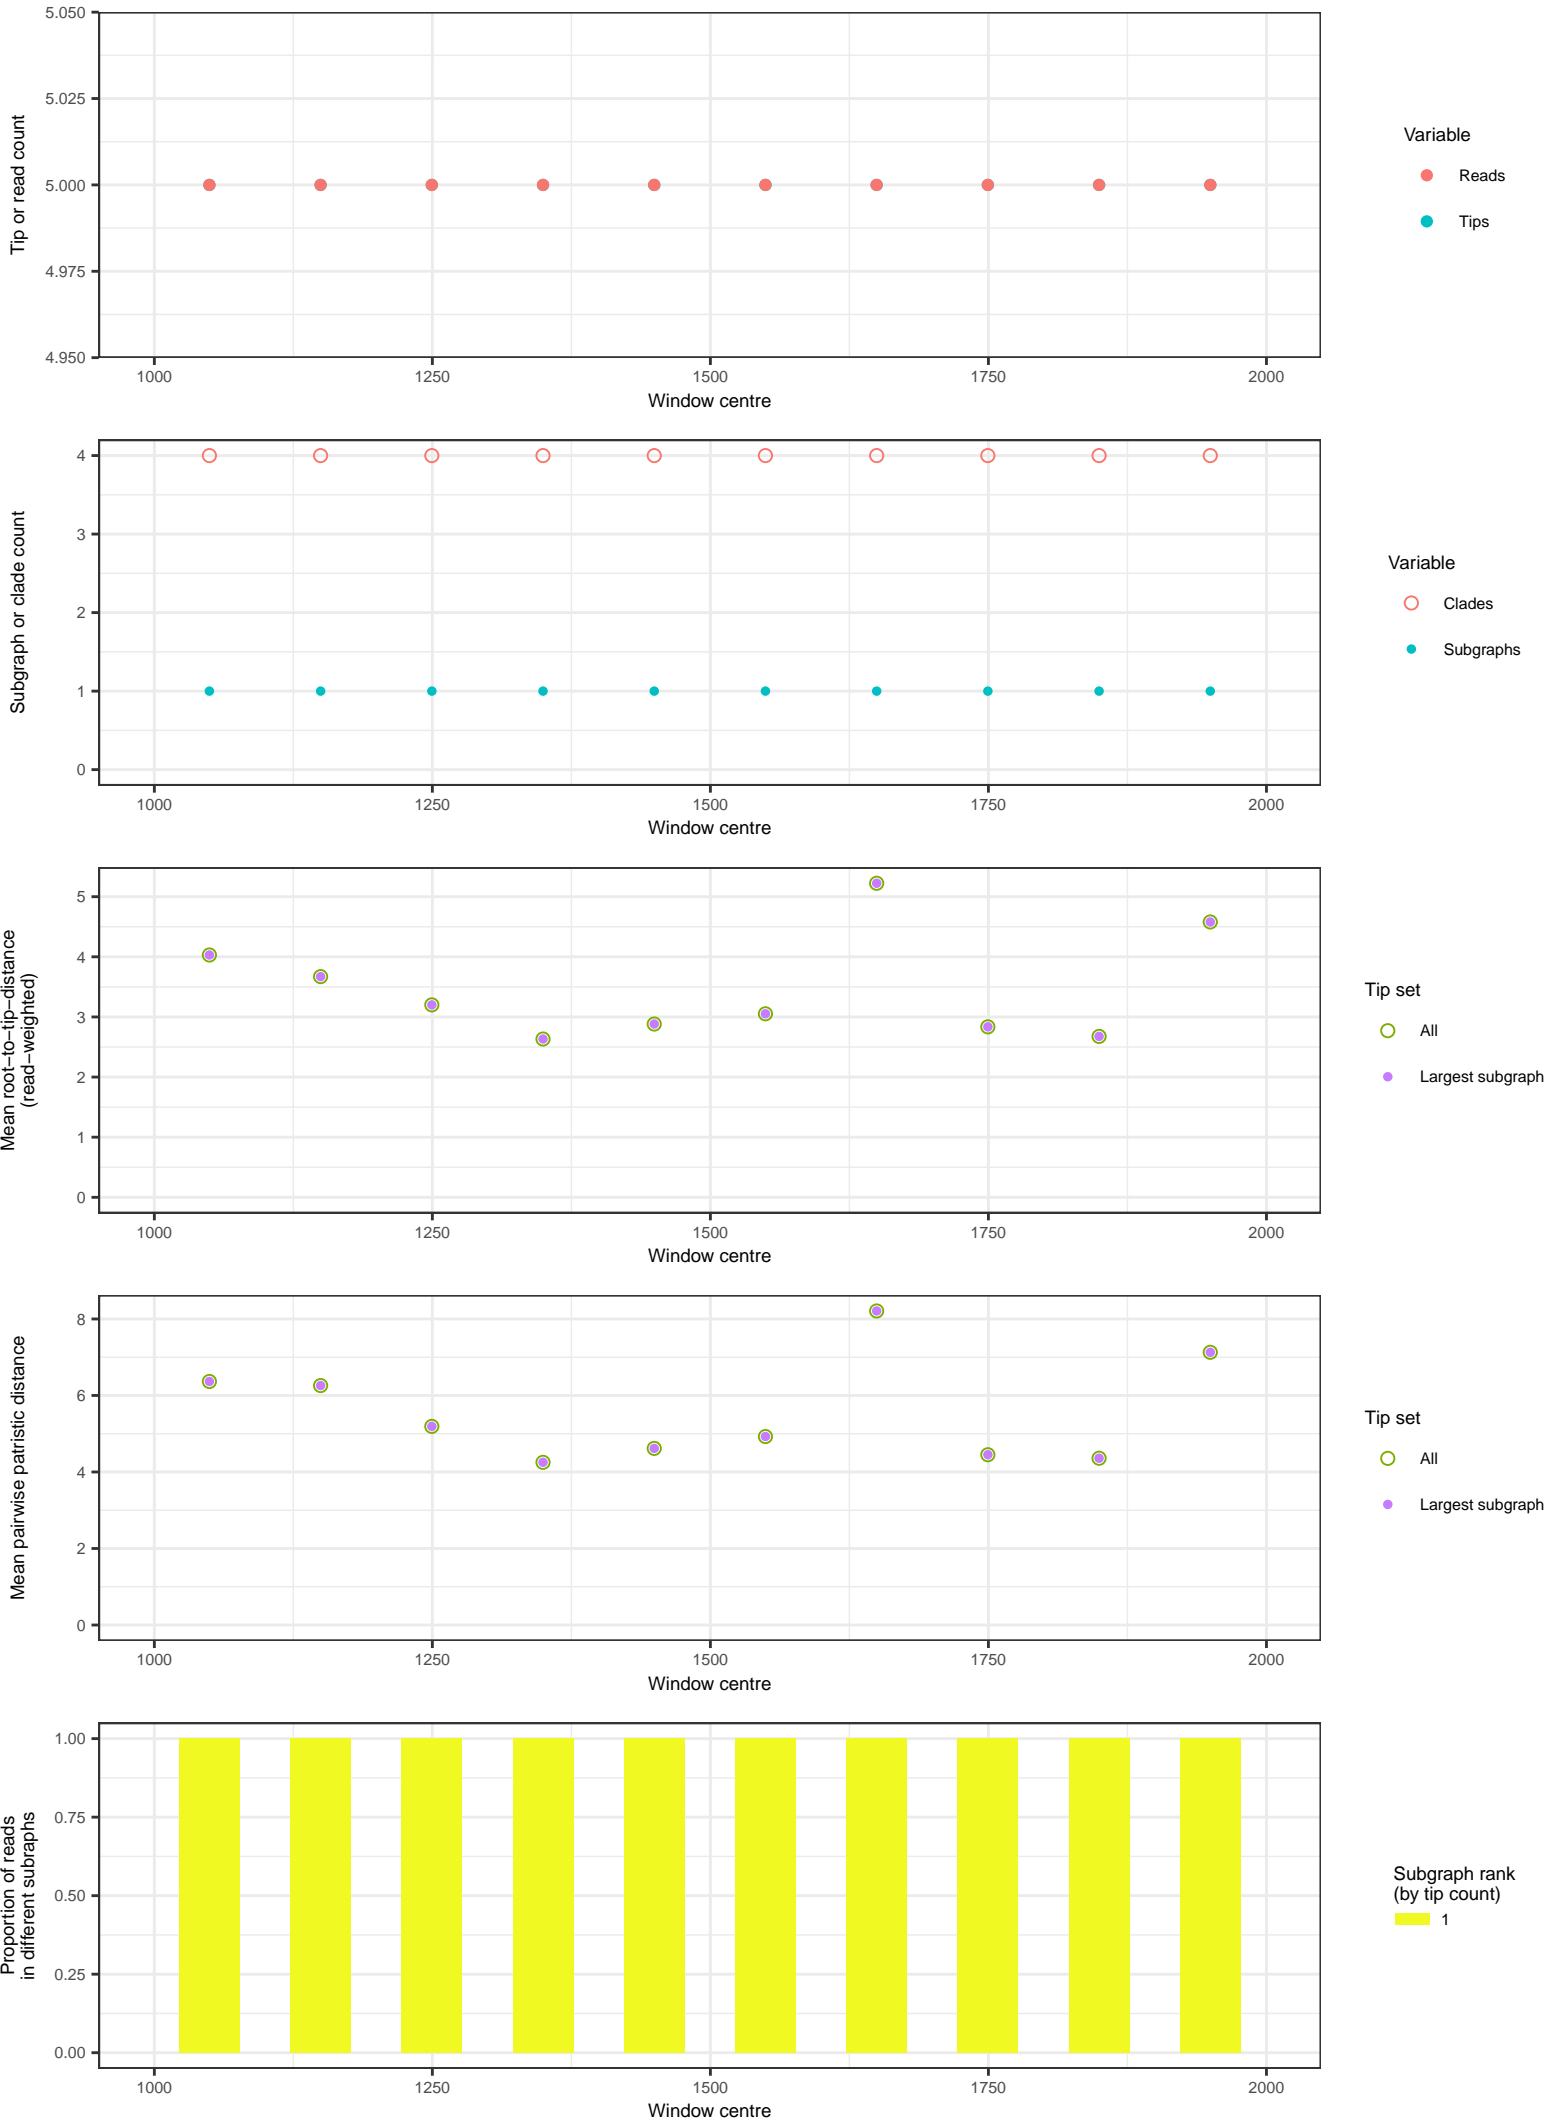 5.050
5.025
5.000
4.975
4.950
Tip or read count
1000 1250 1500 1750 2000
Window centre
Variable
Reads
Tips
4
3
2
1
0
Subgraph or clade count
1000 1250 1500 1750 2000
Window centre
Variable
Clades
Subgraphs
5
4
3
2
1
0
Mean root−to−tip−distance
(read−weighted)
1000 1250 1500 1750 2000
Window centre
Tip set
All
Largest subgraph
8
6
4
2
0
Mean pairwise patristic distance
1000 1250 1500 1750 2000
Window centre
Tip set
All
Largest subgraph
1.00
0.75
0.50
0.25
0.00
Proportion of reads
in different subraphs
1000 1250 1500 1750 2000
Window centre
Subgraph rank
(by tip count)
1